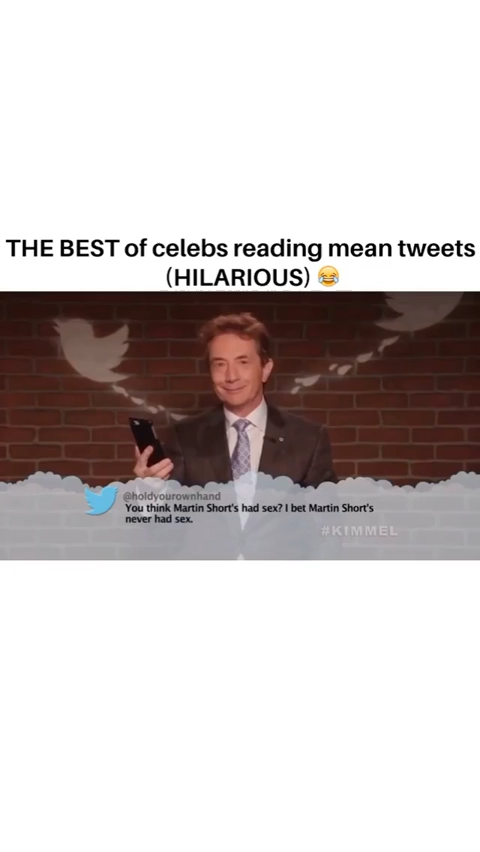 THE BEST of celebs reading mean tweets
(HILARIOUS) 😂
@holdyourownhand
You think Martin Short's had sex? I bet Martin Short's
never had sex.
#KIMMEL